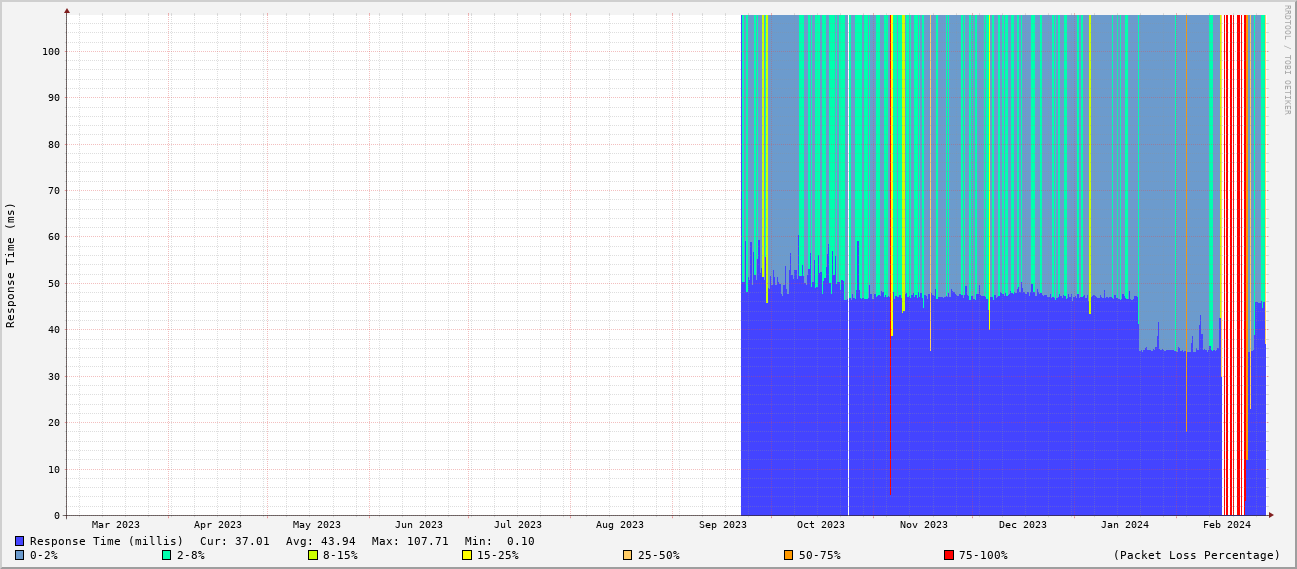 RRDTOOL / TOBI OETIKER
Response Time (ms)
100
90
80
70
60
50
40
30
20
10
0
Mar 2023 Apr 2023 May 2023 Jun 2023 Jul 2023 Aug 2023 Sep 2023 Oct 2023 Nov 2023 Dec 2023 Jan 2024 Feb 2024
Response Time (millis) Cur: 37.01 Avg: 43.94 Max: 107.71 Min: 0.10
0-2% 2-8% 8-15% 15-25% 25-50% 50-75% 75-100% (Packet Loss Percentage)